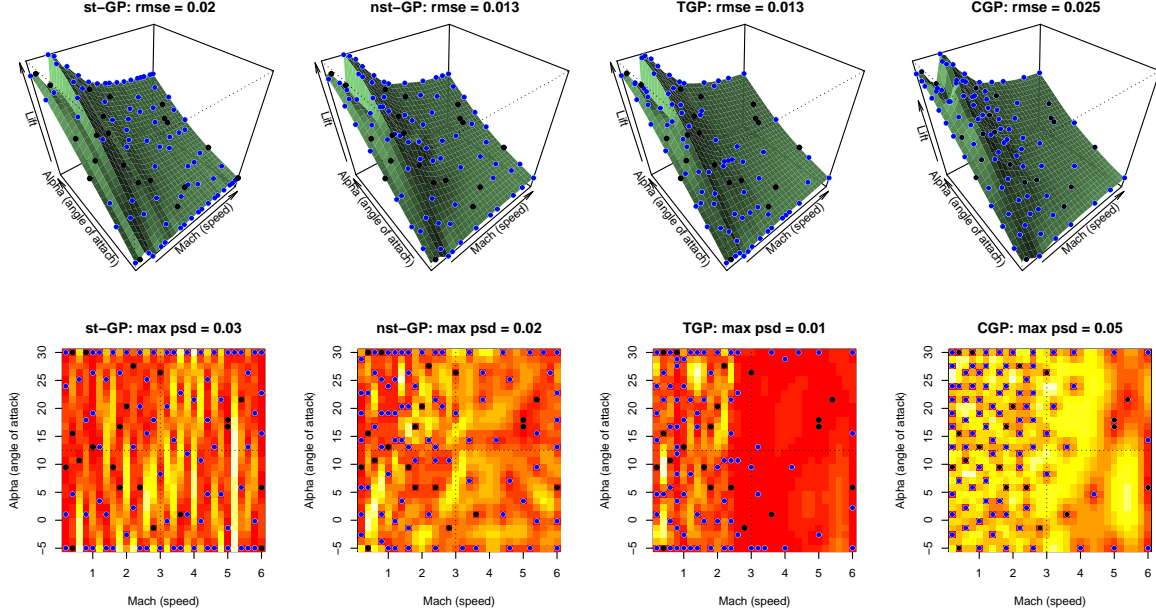 st−GP: rmse = 0.02
nst−GP: rmse = 0.013
TGP: rmse = 0.013
CGP: rmse = 0.025
Lift
Alpha (angle of attach)
Mach (speed)
Lift
Alpha (angle of attach)
Mach (speed)
Lift
Alpha (angle of attach)
Mach (speed)
Lift
Alpha (angle of attach)
Mach (speed)
st−GP: max psd = 0.03
nst−GP: max psd = 0.02
TGP: max psd = 0.01
CGP: max psd = 0.05
Alpha (angle of attack)
30
25
20
15
10
5
0
−5
1 2 3 4 5 6
Mach (speed)
Alpha (angle of attack)
30
25
20
15
10
5
0
−5
1 2 3 4 5 6
Mach (speed)
Alpha (angle of attack)
30
25
20
15
10
5
0
−5
1 2 3 4 5 6
Mach (speed)
Alpha (angle of attack)
30
25
20
15
10
5
0
−5
1 2 3 4 5 6
Mach (speed)